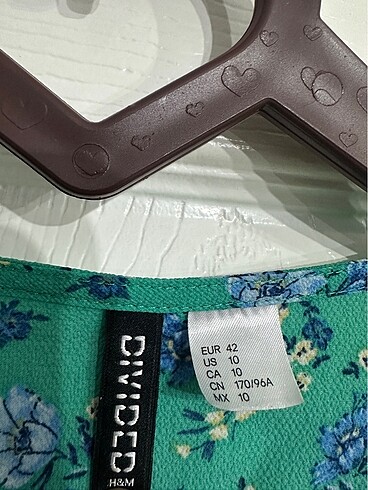 DIVIDED
H&M
EUR 42
US 10
CA 10
CN 170/96A
MX 10